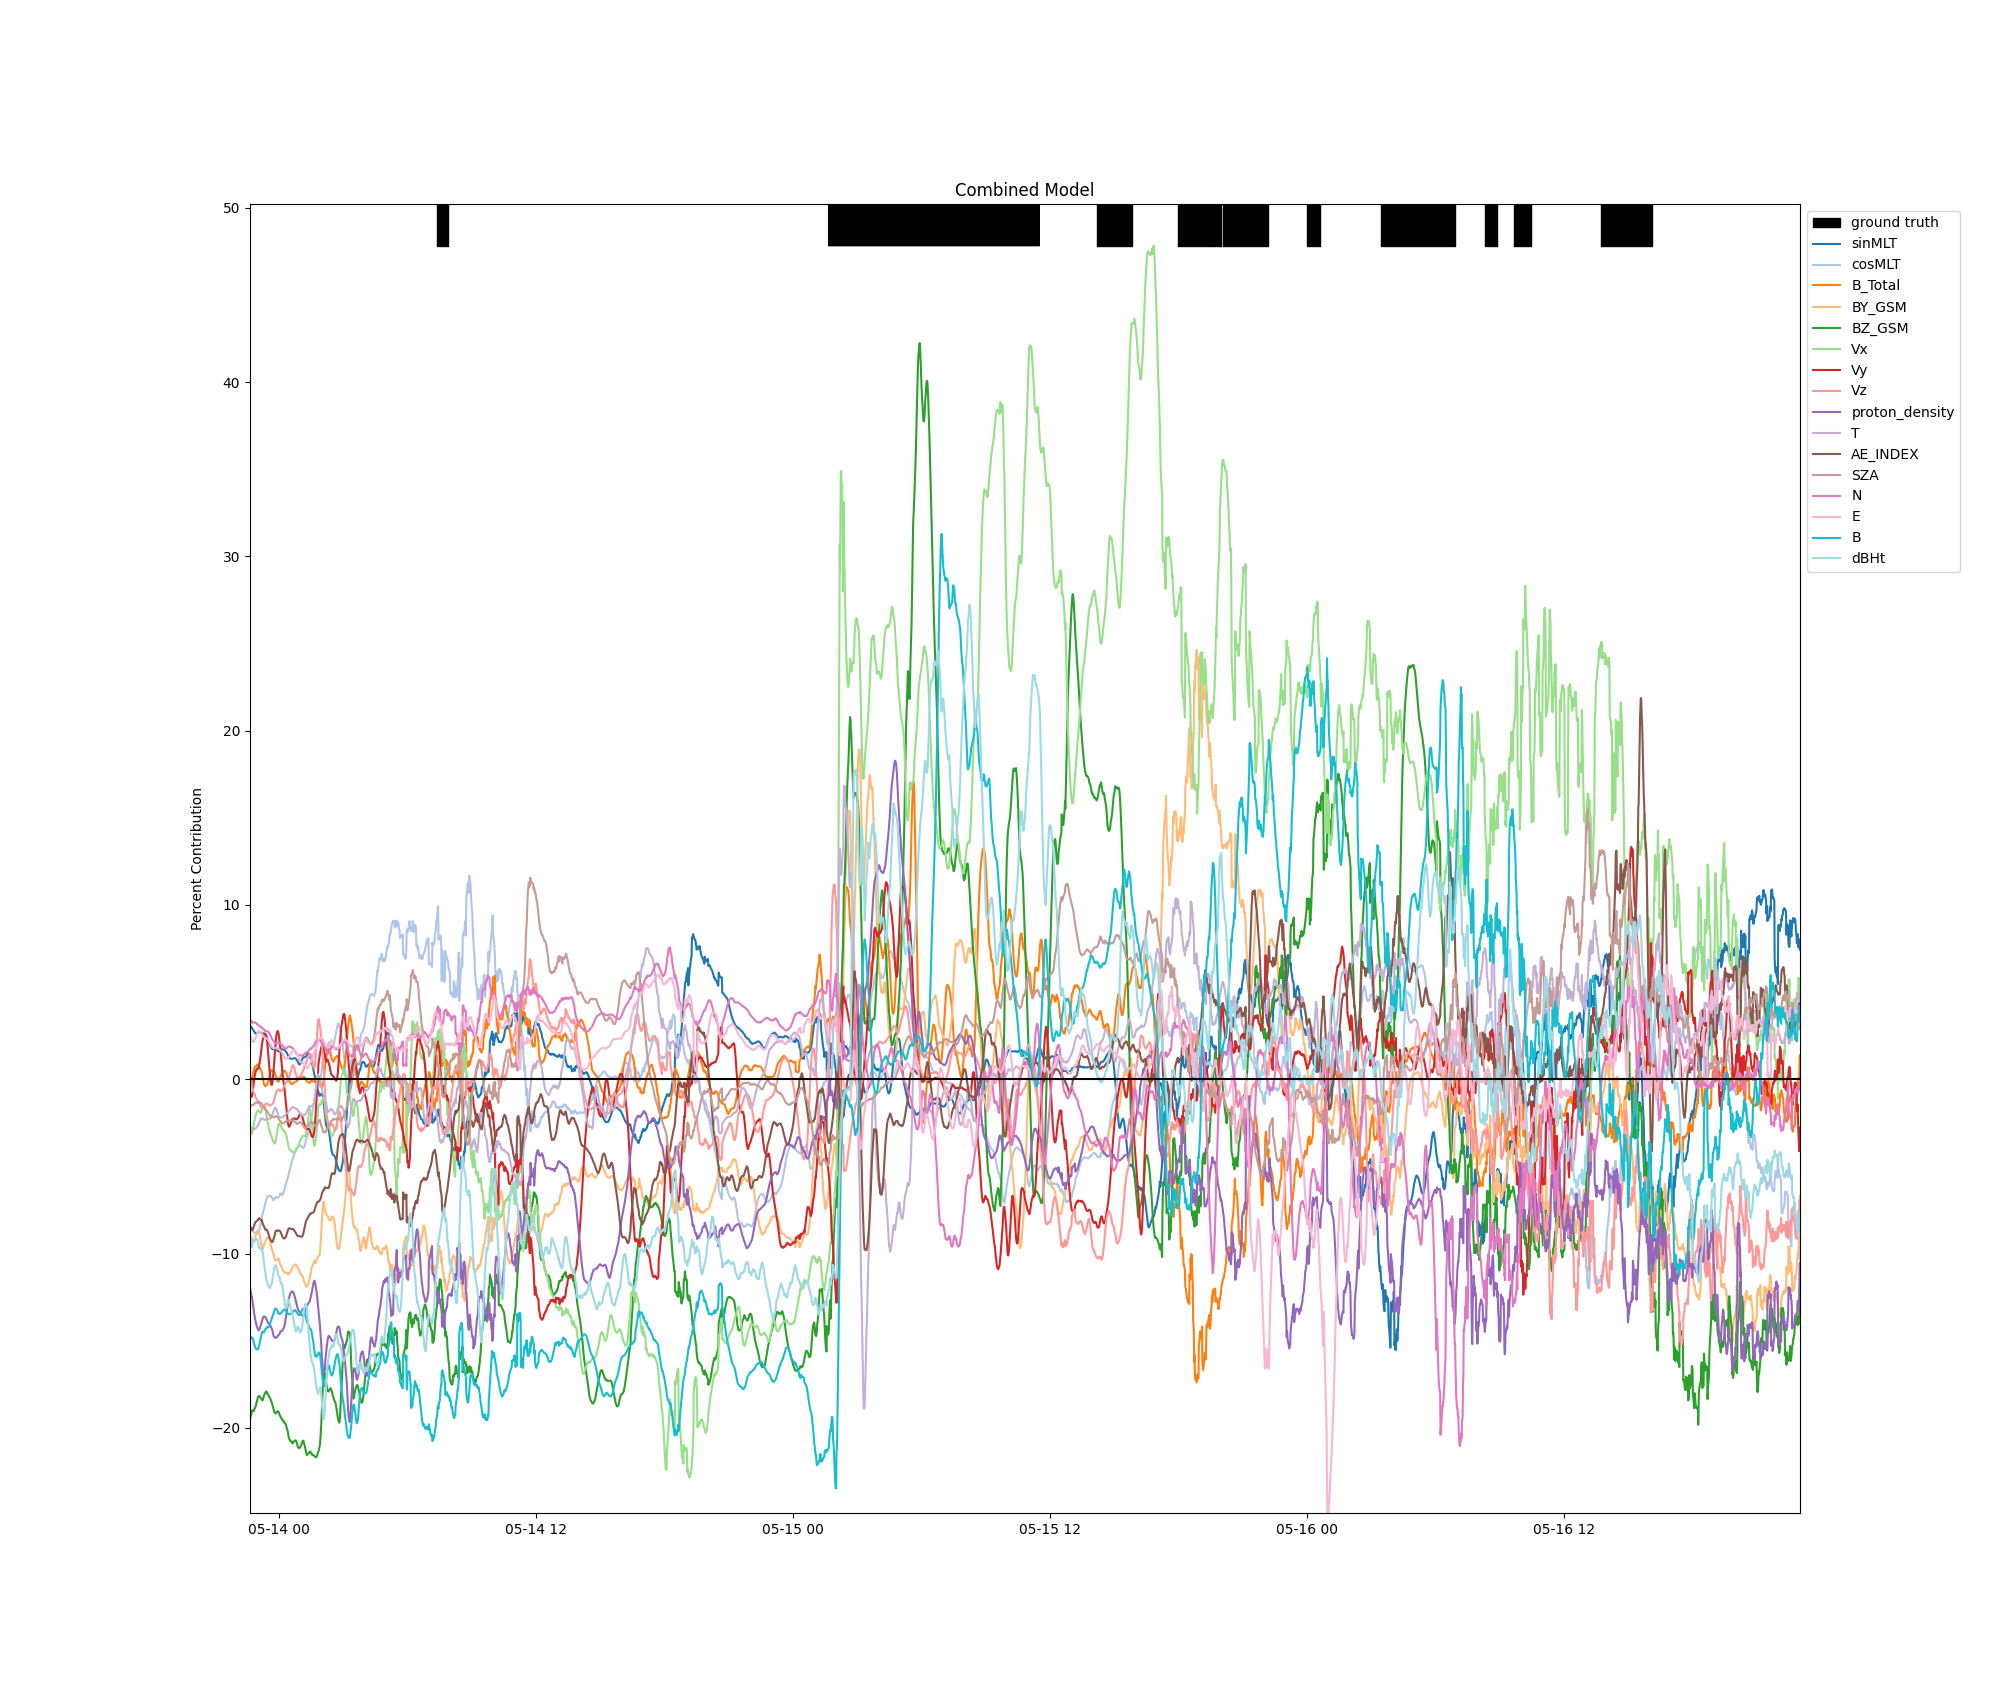 Combined Model
50
40
30
20
10
0
−10
−20
Percent Contribution
05-14 00
05-14 12
05-15 00
05-15 12
05-16 00
05-16 12
ground truth
sinMLT
cosMLT
B_Total
BY_GSM
BZ_GSM
Vx
Vy
Vz
proton_density
T
AE_INDEX
SZA
N
E
B
dBHt